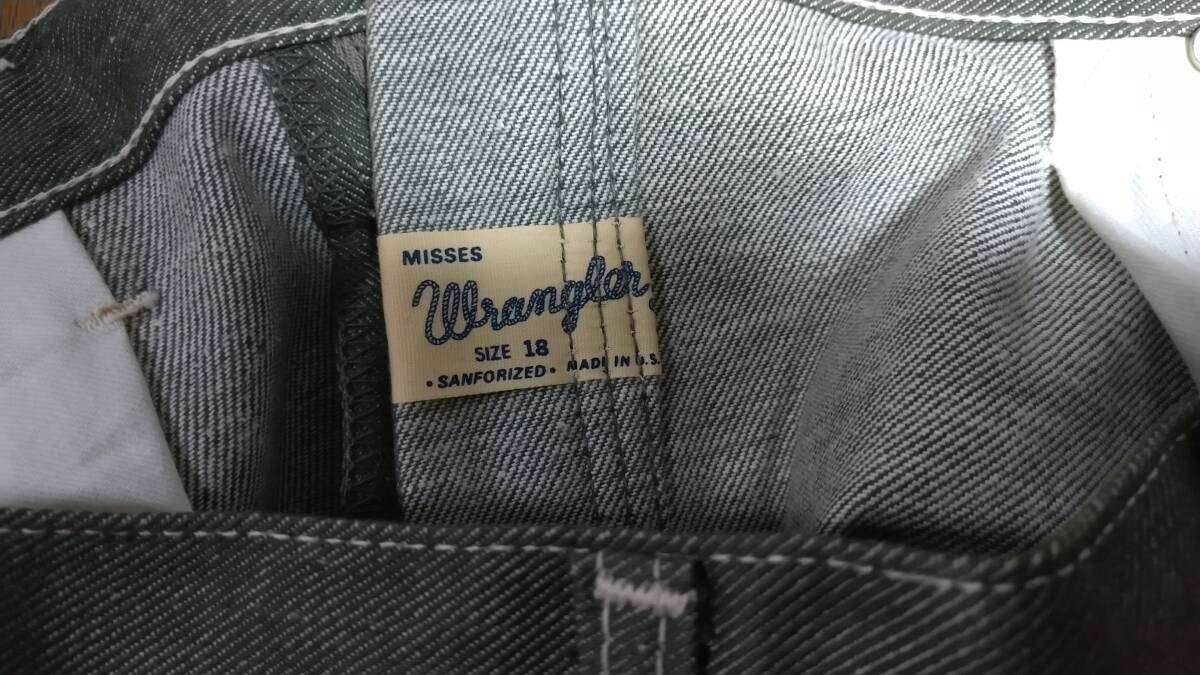 MISSES
Wrangler
SIZE 18
• SANFORIZED • MADE IN U.S.